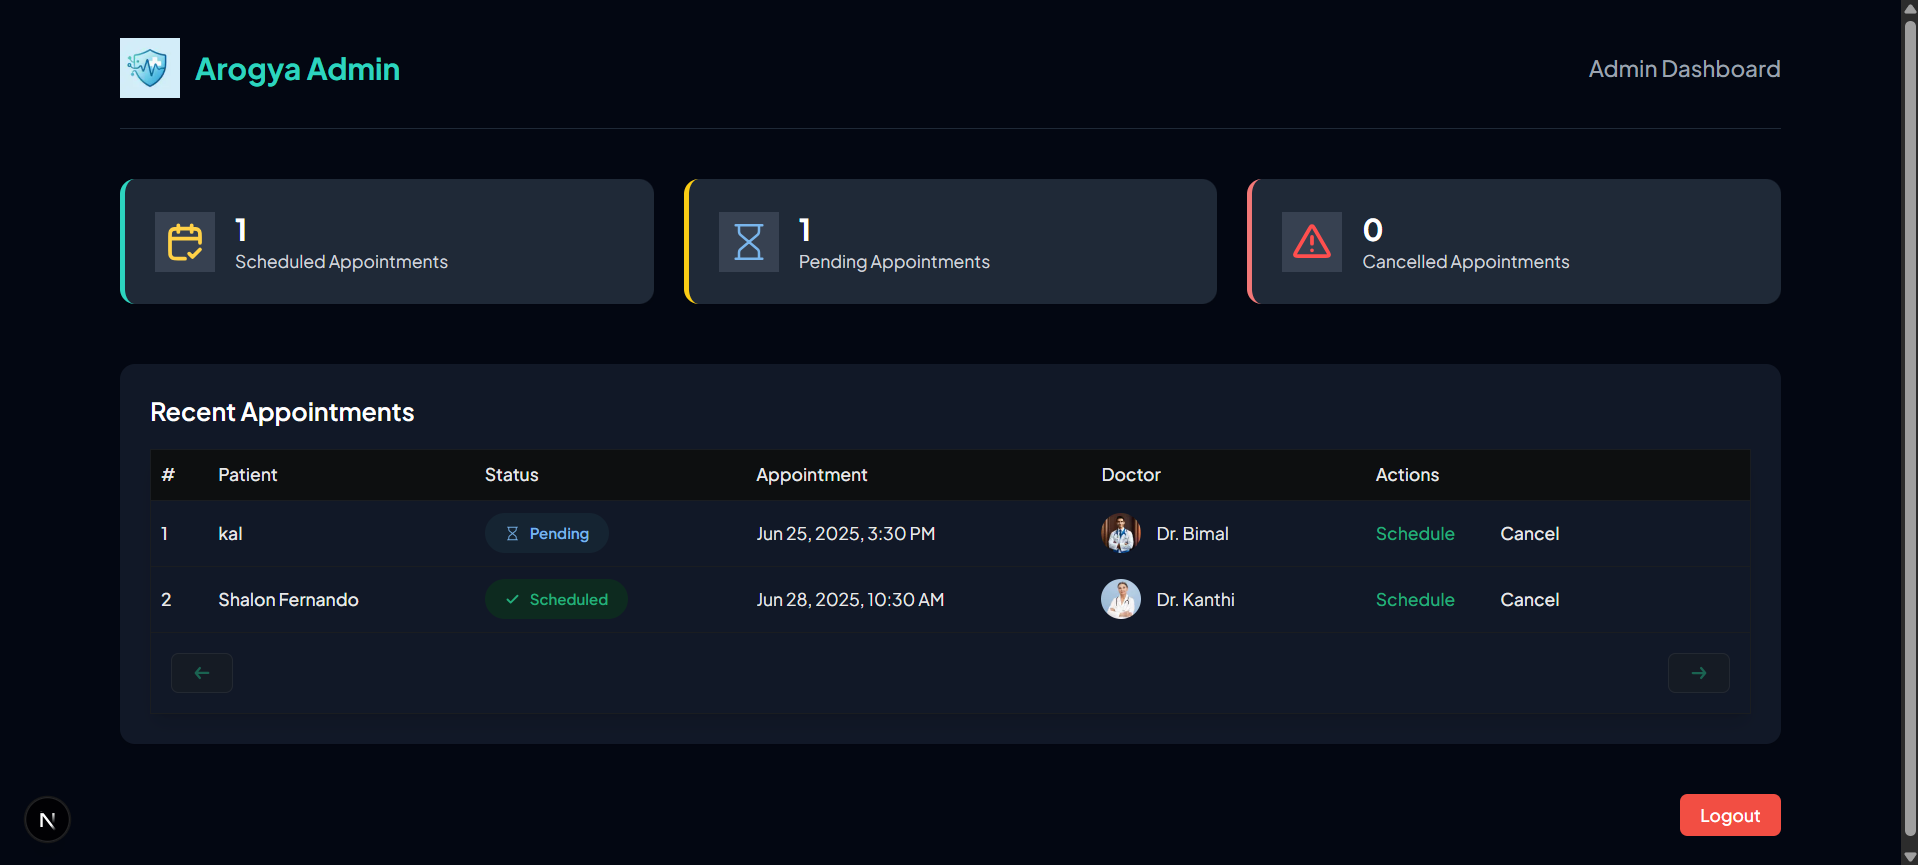 Arogya Admin
Admin Dashboard
1
Scheduled Appointments
1
Pending Appointments
0
Cancelled Appointments
Recent Appointments
# Patient Status Appointment Doctor Actions
1 kal Pending Jun 25, 2025, 3:30 PM Dr. Bimal Schedule Cancel
2 Shalon Fernando Scheduled Jun 28, 2025, 10:30 AM Dr. Kanthi Schedule Cancel
N
Logout